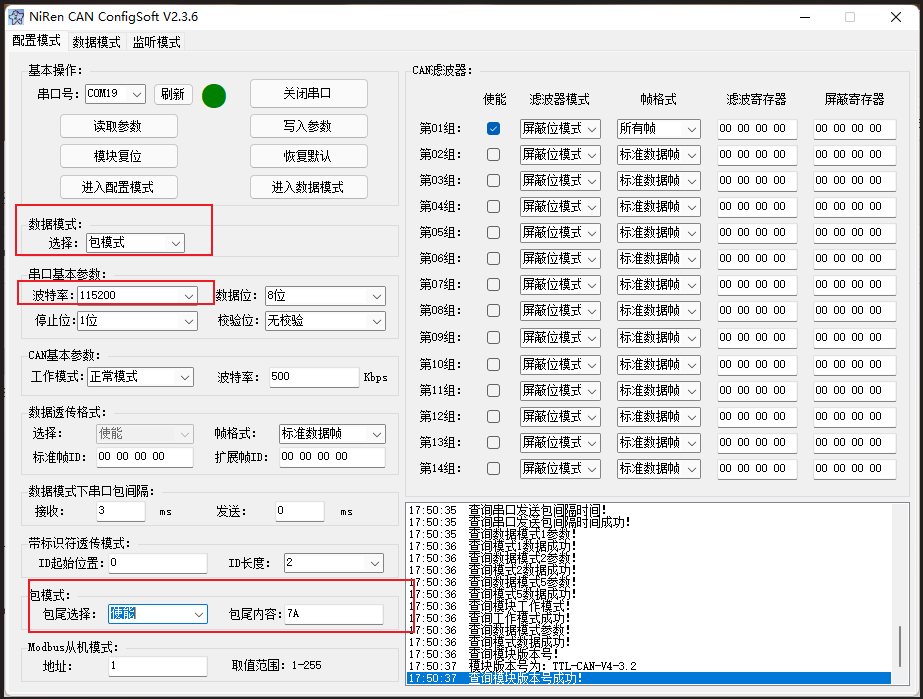 NiRen CAN ConfigSoft V2.3.6
配置模式 数据模式 监听模式
基本操作:
串口号: COM19 刷新 关闭串口
读取参数 写入参数
模块复位 恢复默认
进入配置模式 进入数据模式
数据模式:
选择: 包模式
串口基本参数:
波特率: 115200 数据位: 8位
停止位: 1位 校验位: 无校验
CAN基本参数:
工作模式: 正常模式 波特率: 500 Kbps
数据透传格式:
选择: 使能 帧格式: 标准数据帧
标准帧ID: 00 00 00 00 扩展帧ID: 00 00 00 00
数据模式下串口包间隔:
接收: 3 ms 发送: 0 ms
带标识符透传模式:
ID起始位置: 0 ID长度: 2
包模式:
包尾选择: 使能 包尾内容: 7A
Modbus从机模式:
地址: 1 取值范围: 1-255
CAN滤波器:
使能 滤波器模式 帧格式 滤波寄存器 屏蔽寄存器
第01组: 屏蔽位模式 所有帧 00 00 00 00 00 00 00 00
第02组: 屏蔽位模式 标准数据帧 00 00 00 00 00 00 00 00
第03组: 屏蔽位模式 标准数据帧 00 00 00 00 00 00 00 00
第04组: 屏蔽位模式 标准数据帧 00 00 00 00 00 00 00 00
第05组: 屏蔽位模式 标准数据帧 00 00 00 00 00 00 00 00
第06组: 屏蔽位模式 标准数据帧 00 00 00 00 00 00 00 00
第07组: 屏蔽位模式 标准数据帧 00 00 00 00 00 00 00 00
第08组: 屏蔽位模式 标准数据帧 00 00 00 00 00 00 00 00
第09组: 屏蔽位模式 标准数据帧 00 00 00 00 00 00 00 00
第10组: 屏蔽位模式 标准数据帧 00 00 00 00 00 00 00 00
第11组: 屏蔽位模式 标准数据帧 00 00 00 00 00 00 00 00
第12组: 屏蔽位模式 标准数据帧 00 00 00 00 00 00 00 00
第13组: 屏蔽位模式 标准数据帧 00 00 00 00 00 00 00 00
第14组: 屏蔽位模式 标准数据帧 00 00 00 00 00 00 00 00
17:50:35 查询串口发送包间隔时间!
17:50:35 查询串口发送包间隔时间成功!
17:50:35 查询数据模式1参数!
17:50:36 查询模式1数据成功!
17:50:36 查询数据模式2参数!
17:50:36 查询模式2数据成功!
17:50:36 查询数据模式5参数!
17:50:36 查询模式5数据成功!
17:50:36 查询模块工作模式!
17:50:36 查询工作模式成功!
17:50:36 查询数据模式参数!
17:50:36 查询模式数据成功!
17:50:36 查询模块版本号!
17:50:37 模块版本号为: TTL-CAN-V4-3.2
17:50:37 查询模块版本号成功!